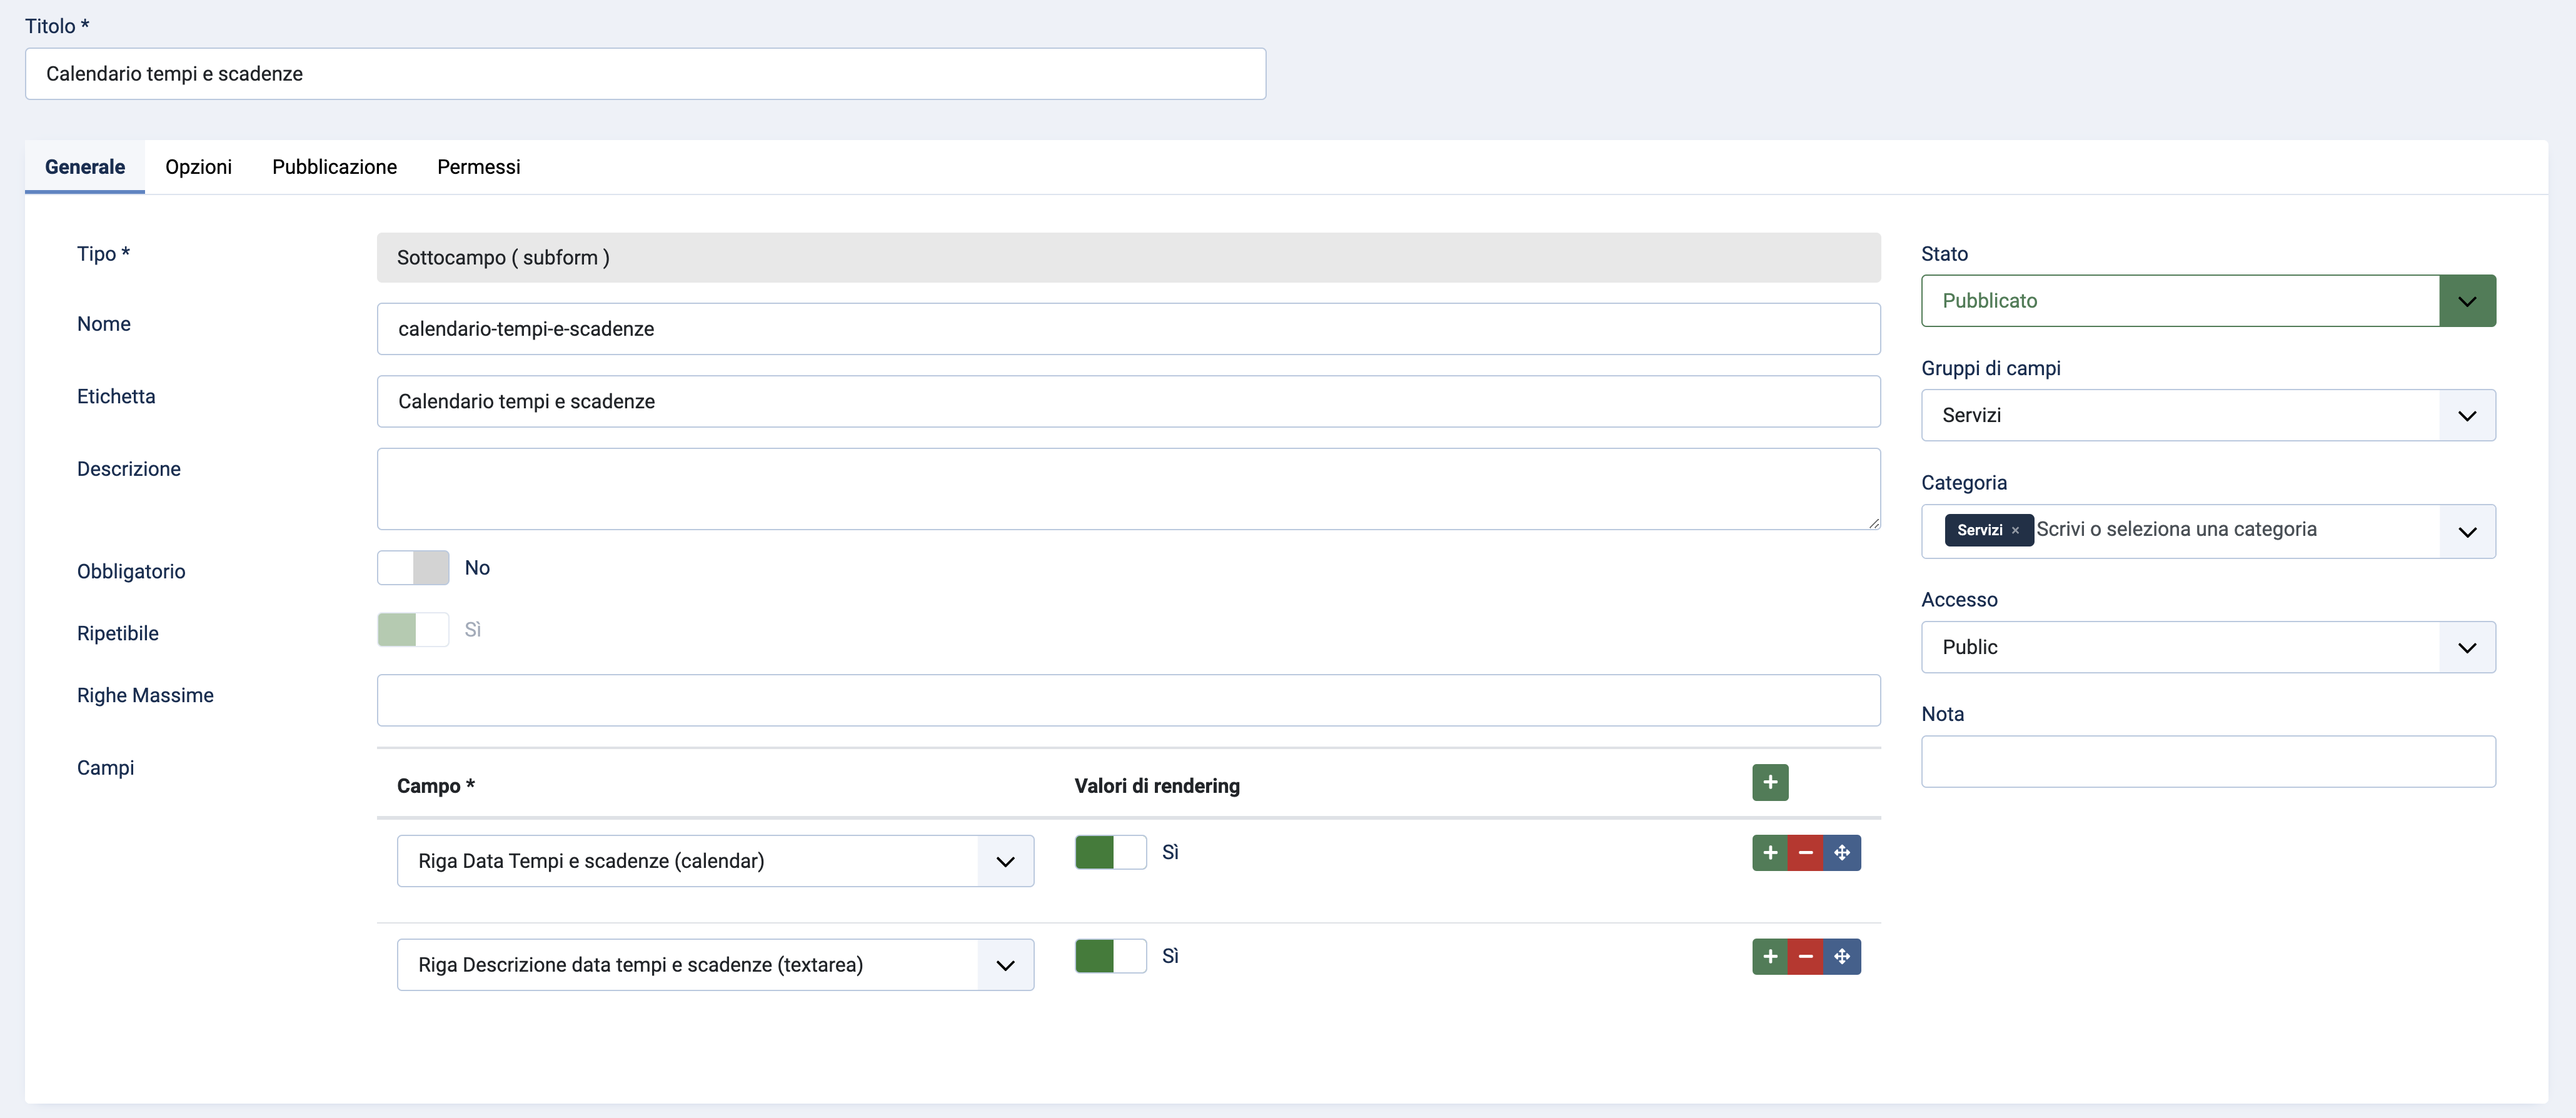 Titolo *
Calendario tempi e scadenze
Generale Opzioni Pubblicazione Permessi
Tipo * Sottocampo ( subform )
Nome calendario-tempi-e-scadenze
Etichetta Calendario tempi e scadenze
Descrizione
Obbligatorio No
Ripetibile Sì
Righe Massime
Campi
Campo * Valori di rendering
Riga Data Tempi e scadenze (calendar) Sì
Riga Descrizione data tempi e scadenze (textarea) Sì
Stato
Pubblicato
Gruppi di campi
Servizi
Categoria
Servizi × Scrivi o seleziona una categoria
Accesso
Public
Nota